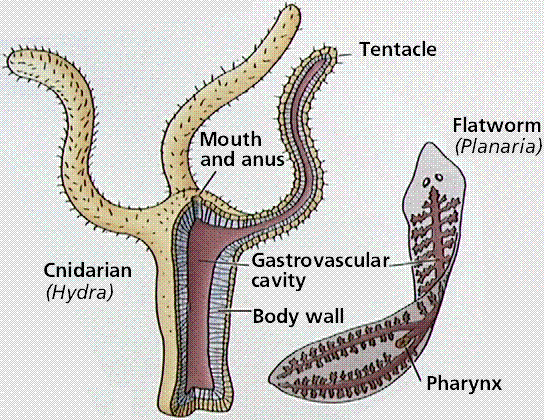 Tentacle
Mouth
and anus
Flatworm
(Planaria)
Cnidarian
(Hydra)
Gastrovascular
cavity
Body wall
Pharynx